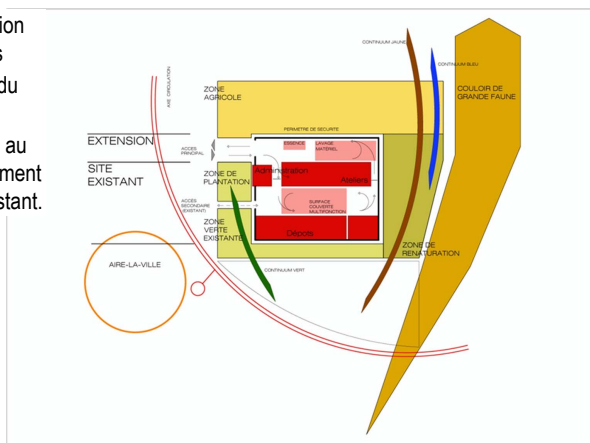 ion
s
du
au
ment
stant.
CONTINUUM JAUNE
CONTINUUM BLEU
AXE CIRCULATION
ZONE
AGRICOLE
COULOIR DE
GRANDE FAUNE
PERIMETRE DE SECURITE
EXTENSION
ESSENCE
LAVAGE
MATERIEL
ACCES
PRINCIPAL
SITE
EXISTANT
ZONE DE
PLANTATION
Administration
Ateliers
ACCES
SECONDAIRE
(EXISTANT)
SURFACE
COUVERTE
MULTIFONCTION
ZONE
VERTE
EXISTANTE
Dépots
ZONE DE
RENATURATION
AIRE-LA-VILLE
CONTINUUM VERT